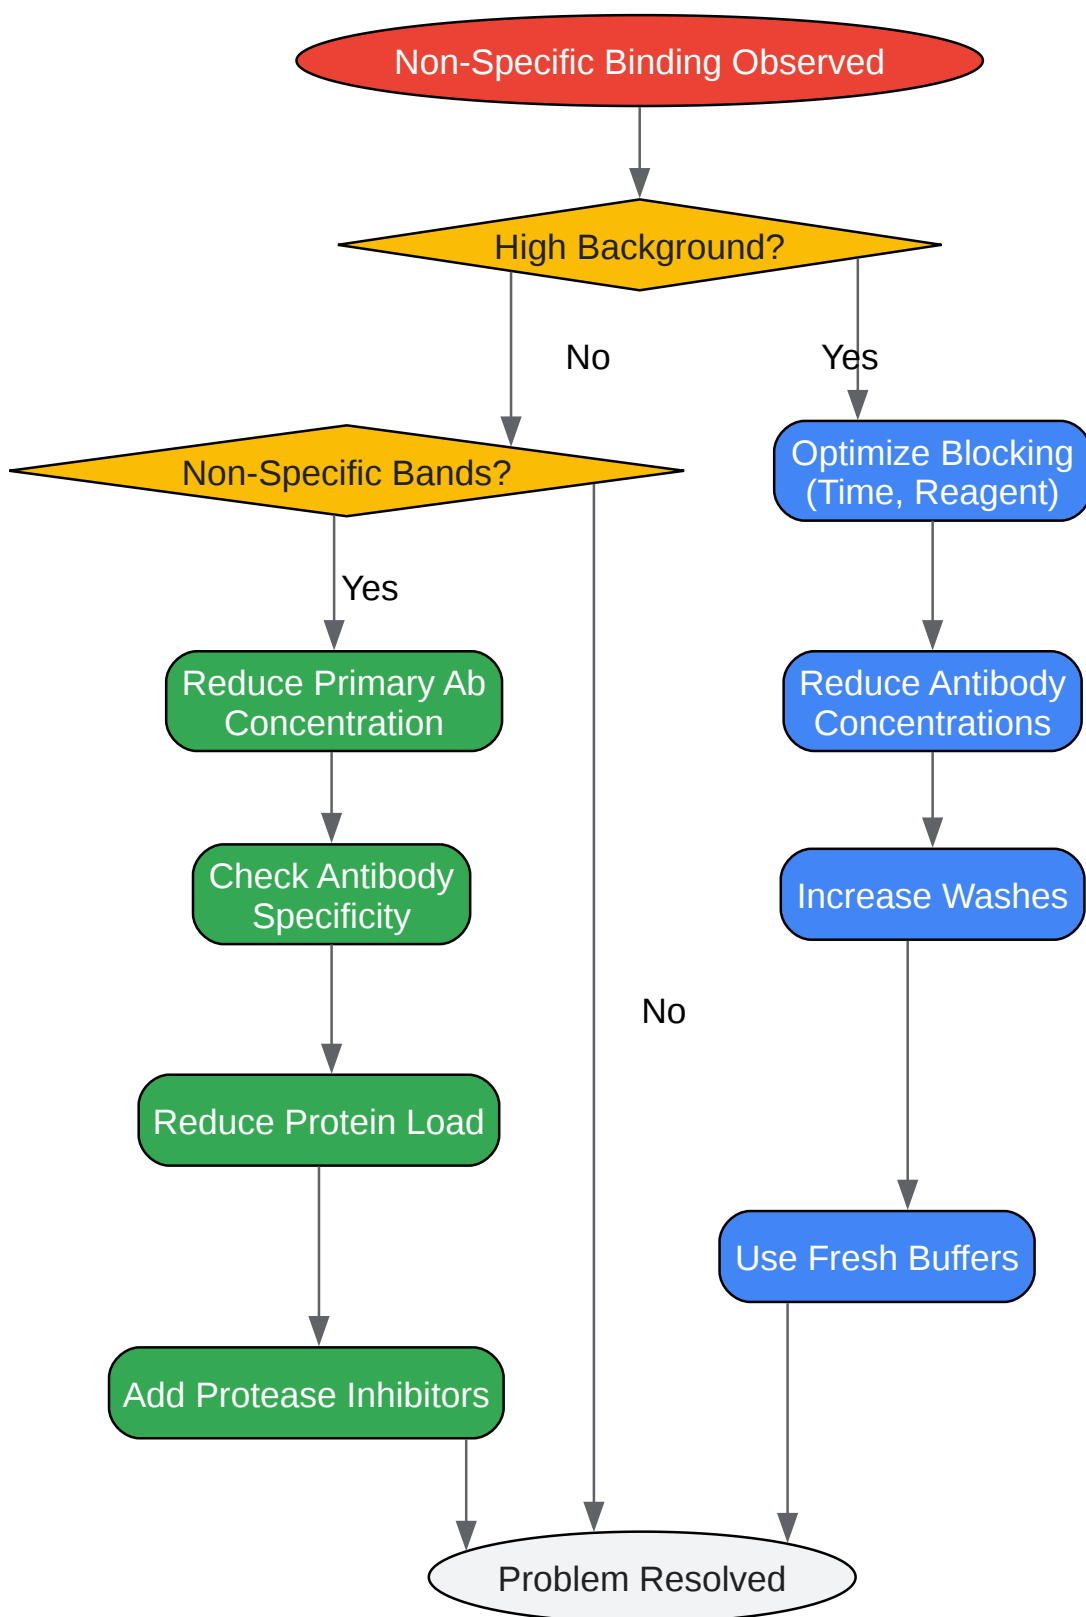 Non-Specific Binding Observed
High Background?
No
Yes
Non-Specific Bands?
Optimize Blocking
(Time, Reagent)
Yes
Reduce Primary Ab
Concentration
Reduce Antibody
Concentrations
Check Antibody
Specificity
Increase Washes
No
Reduce Protein Load
Use Fresh Buffers
Add Protease Inhibitors
Problem Resolved